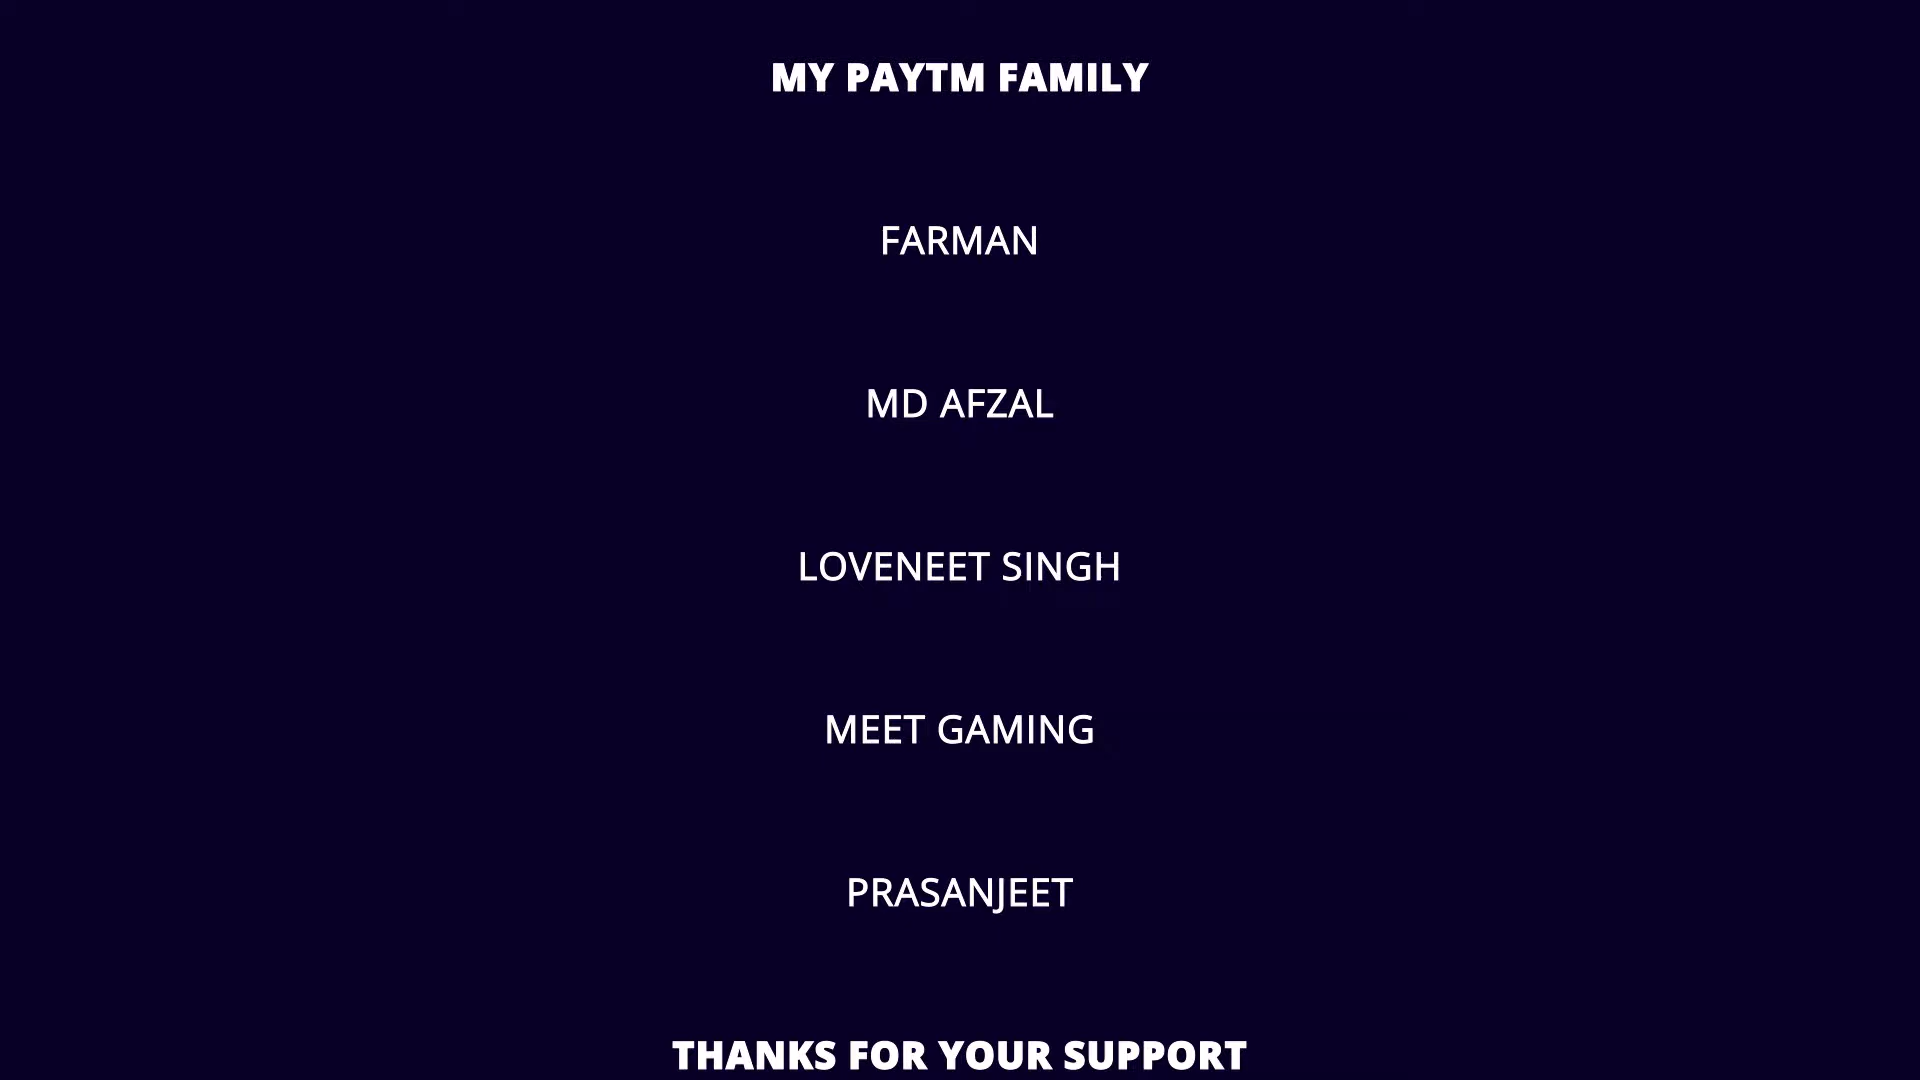 MY PAYTM FAMILY
FARMAN
MD AFZAL
LOVENEET SINGH
MEET GAMING
PRASANJEET
THANKS FOR YOUR SUPPORT